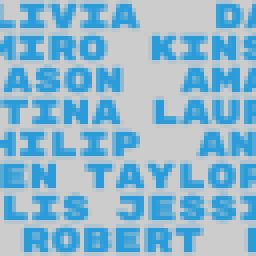 LIVIA DA
MIRO KINS
ASON AMA
TINA LAUR
HILIP AN
EN TAYLOR
LIS JESSI
ROBERT